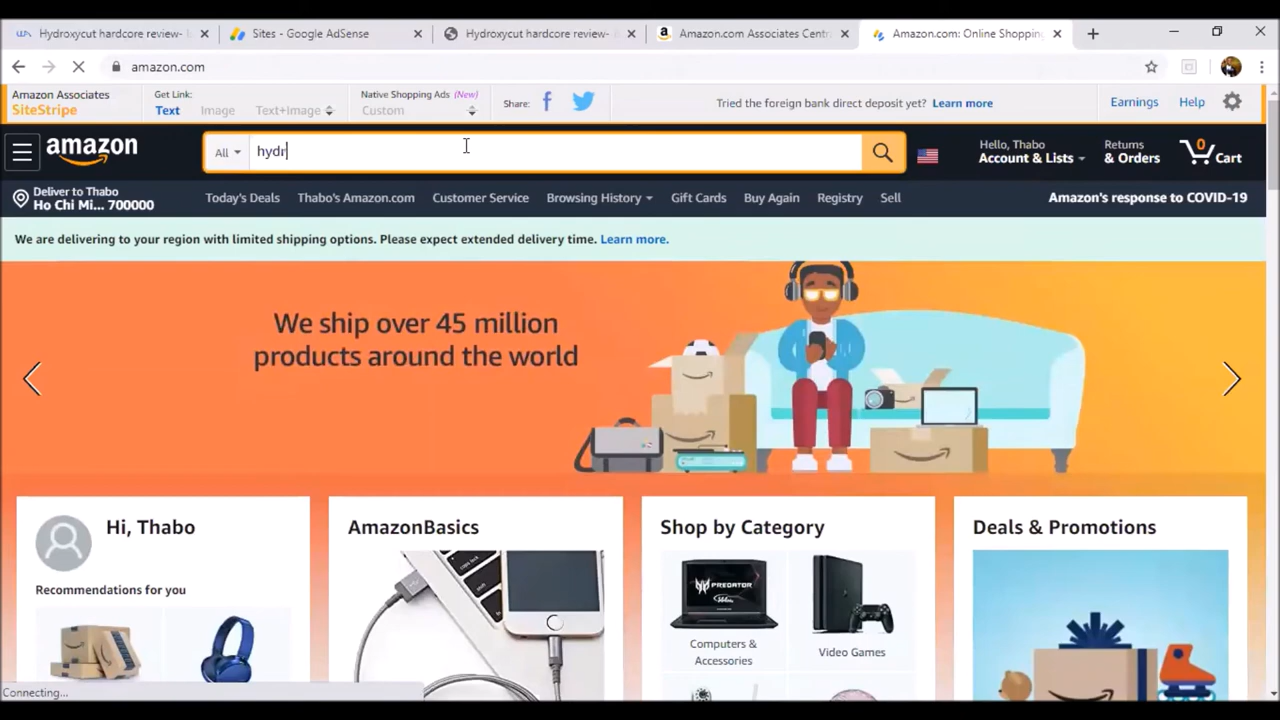 Hydroxycut hardcore review-
Sites - Google AdSense
Hydroxycut hardcore review-
Amazon.com Associates Centr
Amazon.com: Online Shopping
amazon.com
Amazon Associates
SiteStripe
Get Link:
Text
Image
Text+Image
Native Shopping Ads (New)
Custom
Share:
Tried the foreign bank direct deposit yet? Learn more
Earnings
Help
amazon
All
hydr
Hello, Thabo
Account & Lists
Returns
& Orders
0
Cart
Deliver to Thabo
Ho Chi Mi... 700000
Today's Deals
Thabo's Amazon.com
Customer Service
Browsing History
Gift Cards
Buy Again
Registry
Sell
Amazon's response to COVID-19
We are delivering to your region with limited shipping options. Please expect extended delivery time. Learn more.
We ship over 45 million
products around the world
Hi, Thabo
Recommendations for you
AmazonBasics
Shop by Category
PREDATOR
Computers &
Accessories
Video Games
Deals & Promotions
Connecting...